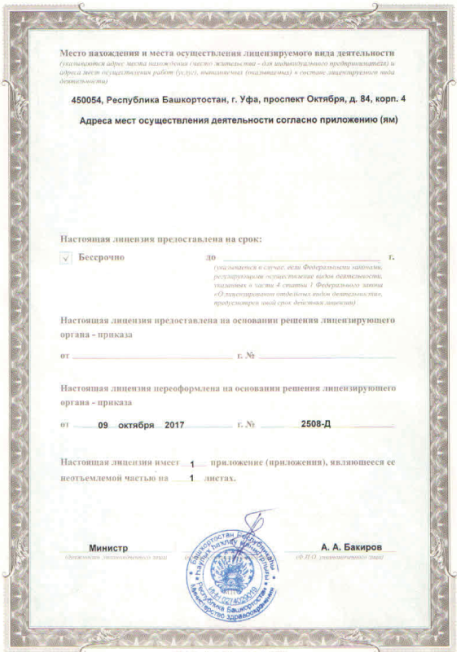 Место нахождения и места осуществления лицензируемого вида деятельности
(указываются адрес места нахождения (место жительства - для индивидуального предпринимателя) и
адреса мест осуществления работ (услуг), выполняемых (оказываемых) в составе лицензируемого вида
деятельности)
450054, Республика Башкортостан, г. Уфа, проспект Октября, д. 84, корп. 4
Адреса мест осуществления деятельности согласно приложению (ям)
Настоящая лицензия предоставлена на срок:
√ Бессрочно до г.
(указывается в случае, если Федеральными законами,
регулирующими осуществление видов деятельности,
указанных в части 4 статьи 1 Федерального закона
«О лицензировании отдельных видов деятельности»,
предусмотрен иной срок действия лицензии)
Настоящая лицензия предоставлена на основании решения лицензирующего
органа - приказа
от г. №
Настоящая лицензия переоформлена на основании решения лицензирующего
органа - приказа
от 09 октября 2017 г. № 2508-Д
Настоящая лицензия имеет 1 приложение (приложения), являющееся ее
неотъемлемой частью на 1 листах.
Министр А. А. Бакиров
(должность уполномоченного лица) (Ф.И.О. уполномоченного лица)
Башкортостан Республикаһы
Республика Башкортостан
Министерство здравоохранения